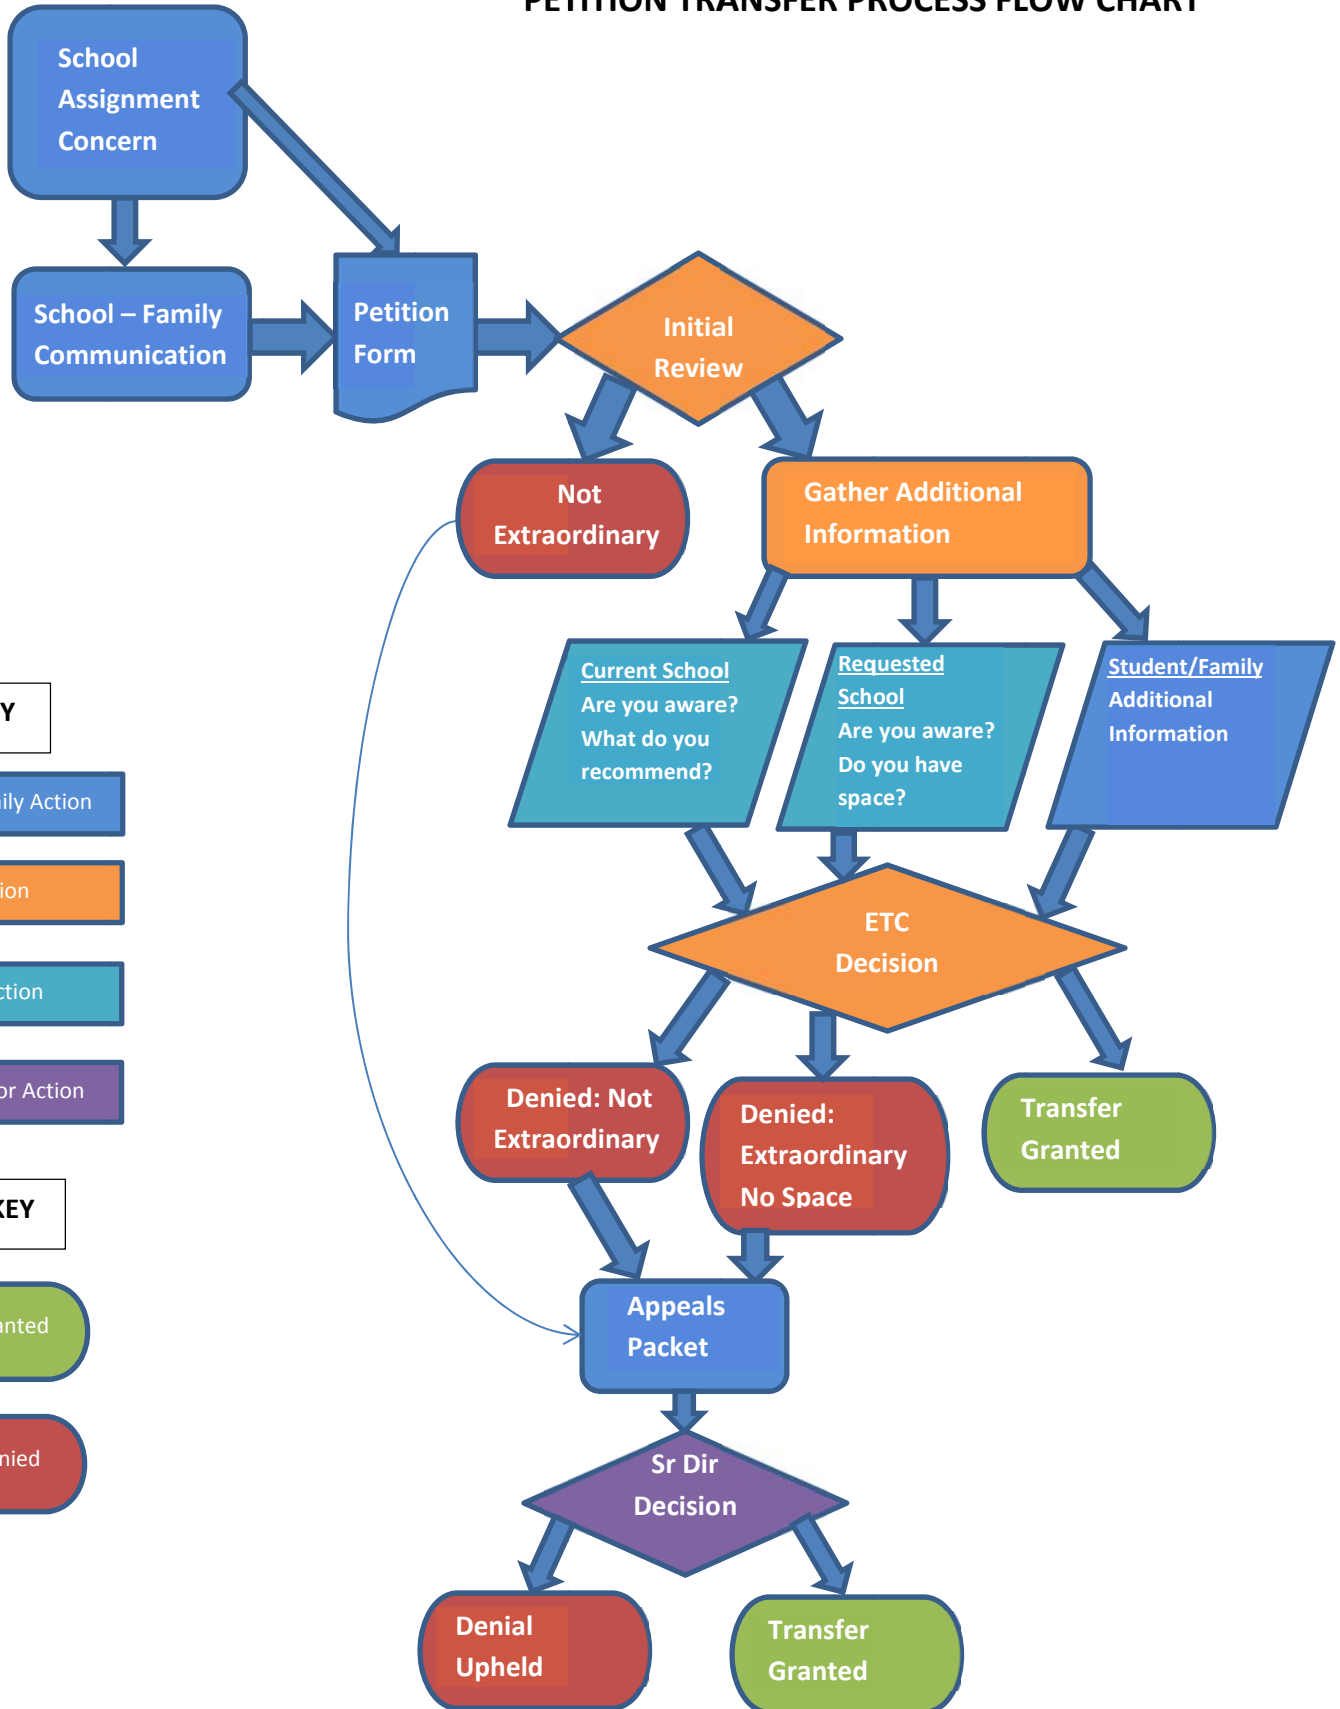 PETITION TRANSFER PROCESS FLOW CHART
School
Assignment
Concern
School – Family
Communication
Petition
Form
Initial
Review
Not
Extraordinary
Gather Additional
Information
Current School
Are you aware?
What do you
recommend?
Requested
School
Are you aware?
Do you have
space?
Student/Family
Additional
Information
ETC
Decision
Denied: Not
Extraordinary
Denied:
Extraordinary
No Space
Transfer
Granted
Appeals
Packet
Sr Dir
Decision
Denial
Upheld
Transfer
Granted
Y
ily Action
ion
ction
or Action
KEY
anted
nied